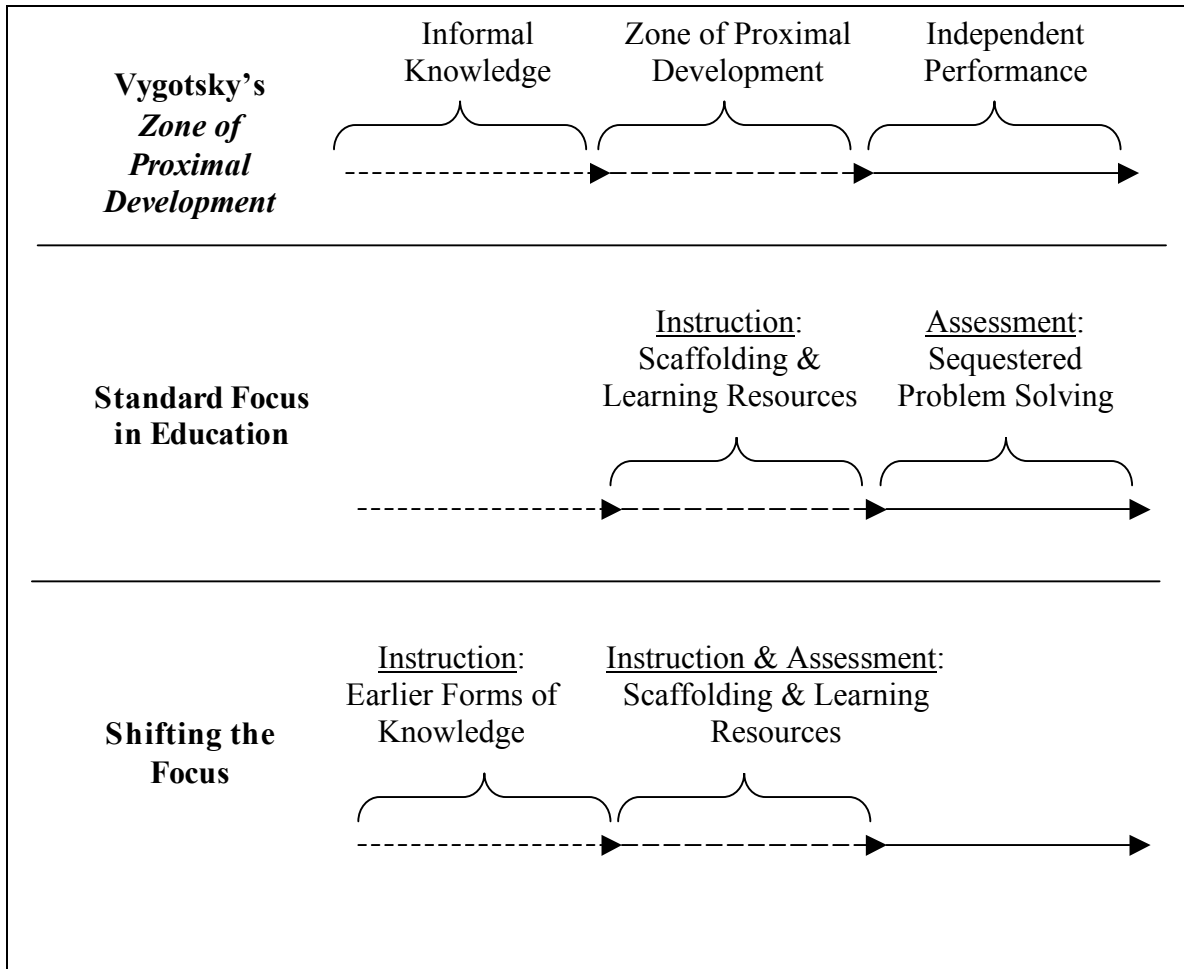 Vygotsky's
Zone of
Proximal
Development
Informal
Knowledge
Zone of Proximal
Development
Independent
Performance
Standard Focus
in Education
Instruction:
Scaffolding &
Learning Resources
Assessment:
Sequestered
Problem Solving
Shifting the
Focus
Instruction:
Earlier Forms of
Knowledge
Instruction & Assessment:
Scaffolding & Learning
Resources